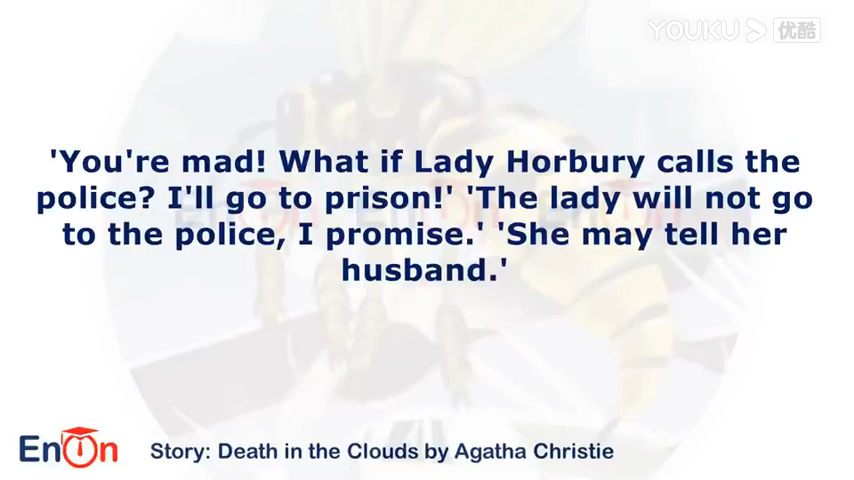 YOUKU 优酷
'You're mad! What if Lady Horbury calls the
police? I'll go to prison!' 'The lady will not go
to the police, I promise.' 'She may tell her
husband.'
EnOn
Story: Death in the Clouds by Agatha Christie